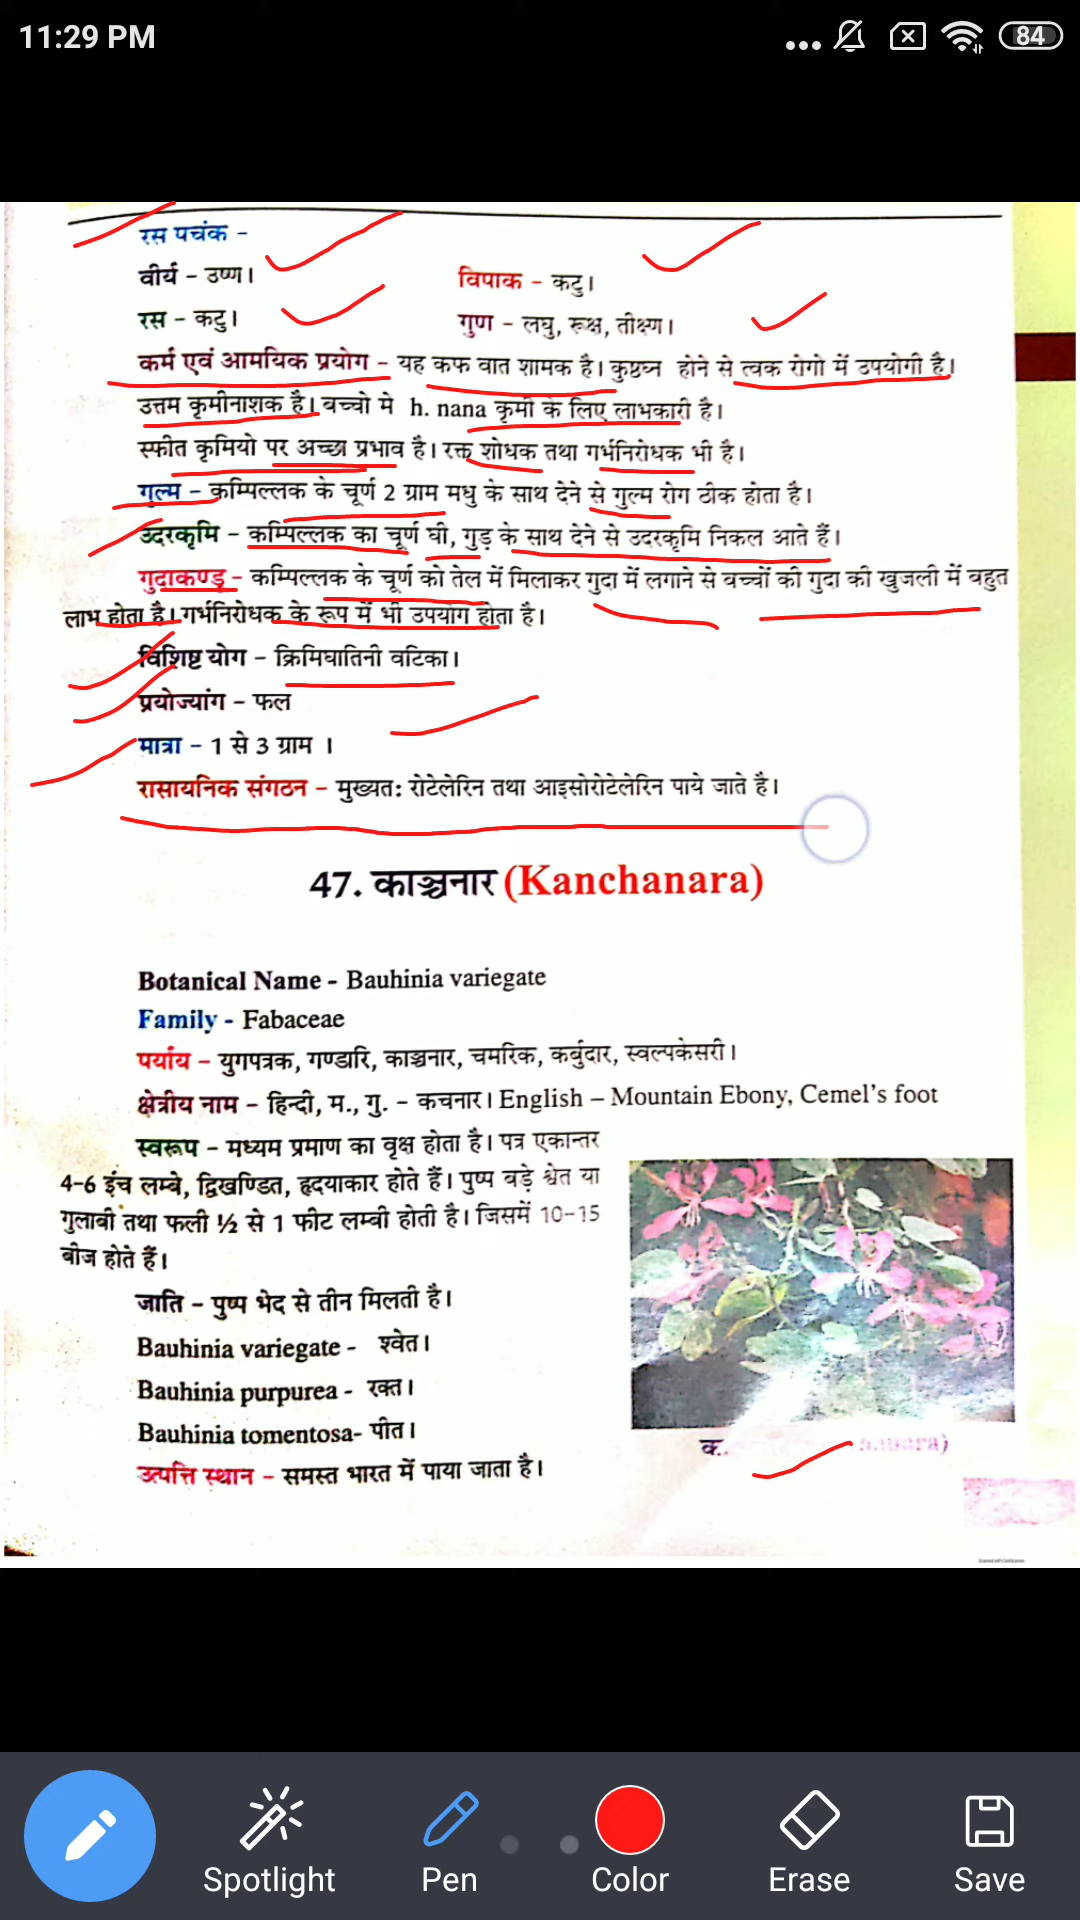 11:29 PM
84
रस पचंक -
वीर्य - उष्ण। विपाक - कटु।
रस - कटु। गुण - लघु, रूक्ष, तीक्ष्ण।
कर्म एवं आमयिक प्रयोग - यह कफ वात शामक है। कुष्ठघ्न होने से त्वक रोगो में उपयोगी है।
उत्तम कृमीनाशक है। बच्चो मे h. nana कृमी के लिए लाभकारी है।
स्फीत कृमियो पर अच्छा प्रभाव है। रक्त शोधक तथा गर्भनिरोधक भी है।
गुल्म - कम्पिल्लक के चूर्ण 2 ग्राम मधु के साथ देने से गुल्म रोग ठीक होता है।
उदरकृमि - कम्पिल्लक का चूर्ण घी, गुड़ के साथ देने से उदरकृमि निकल आते हैं।
गुदाकण्डु - कम्पिल्लक के चूर्ण को तेल में मिलाकर गुदा में लगाने से बच्चों की गुदा की खुजली में बहुत
लाभ होता है। गर्भनिरोधक के रूप में भी उपयोग होता है।
विशिष्ट योग - क्रिमिघातिनी वटिका।
प्रयोज्यांग - फल
मात्रा - 1 से 3 ग्राम ।
रासायनिक संगठन - मुख्यत: रोटेलेरिन तथा आइसोरोटेलेरिन पाये जाते है।
47. काञ्चनार (Kanchanara)
Botanical Name - Bauhinia variegate
Family - Fabaceae
पर्याय - युगपत्रक, गण्डारि, काञ्चनार, चमरिक, कर्बुदार, स्वल्पकेसरी।
क्षेत्रीय नाम - हिन्दी, म., गु. - कचनार। English – Mountain Ebony, Cemel's foot
स्वरूप - मध्यम प्रमाण का वृक्ष होता है। पत्र एकान्तर
4-6 इंच लम्बे, द्विखण्डित, हृदयाकार होते हैं। पुष्प बड़े श्वेत या
गुलाबी तथा फली ½ से 1 फीट लम्बी होती है। जिसमें 10-15
बीज होते हैं।
जाति - पुष्प भेद से तीन मिलती है।
Bauhinia variegate - श्वेत।
Bauhinia purpurea - रक्त।
Bauhinia tomentosa- पीत।
उत्पत्ति स्थान - समस्त भारत में पाया जाता है।
Scanned with CamScanner
Spotlight Pen Color Erase Save